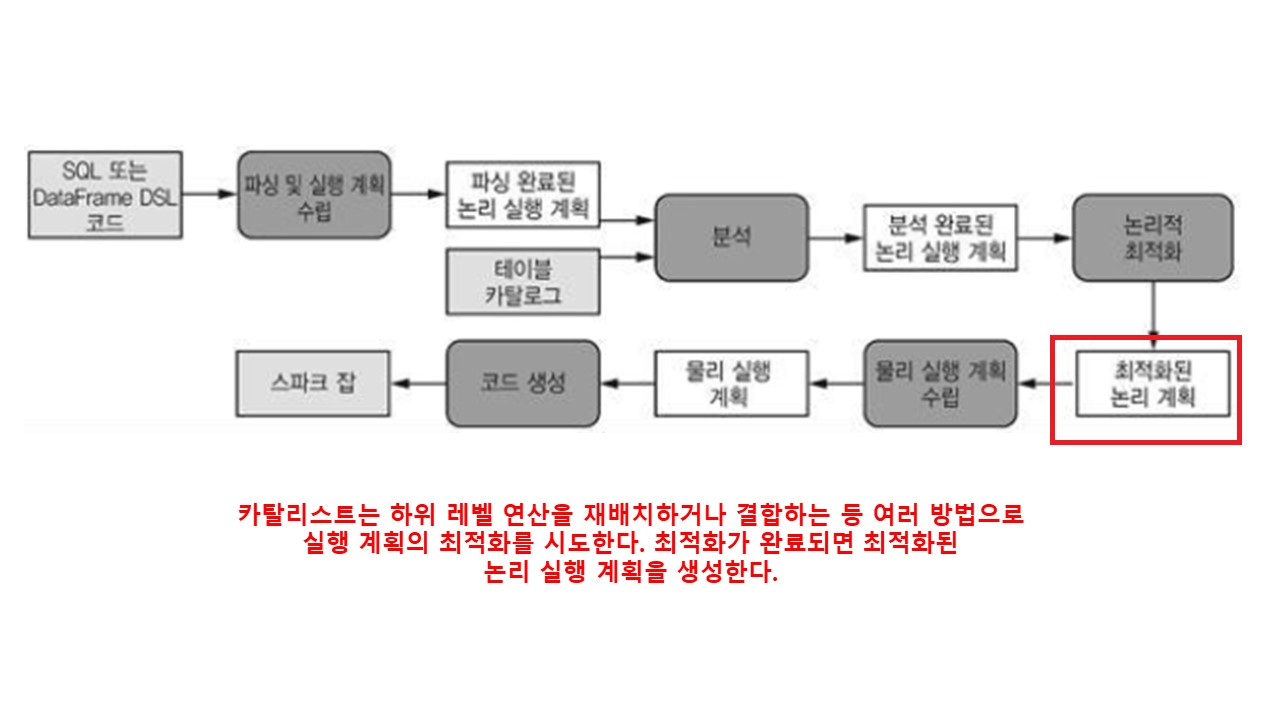 SQL 또는
DataFrame DSL
코드
파싱 및 실행 계획
수립
파싱 완료된
논리 실행 계획
테이블
카탈로그
분석
분석 완료된
논리 실행 계획
논리적
최적화
최적화된
논리 계획
물리 실행 계획
수립
물리 실행
계획
코드 생성
스파크 잡
카탈리스트는 하위 레벨 연산을 재배치하거나 결합하는 등 여러 방법으로
실행 계획의 최적화를 시도한다. 최적화가 완료되면 최적화된
논리 실행 계획을 생성한다.